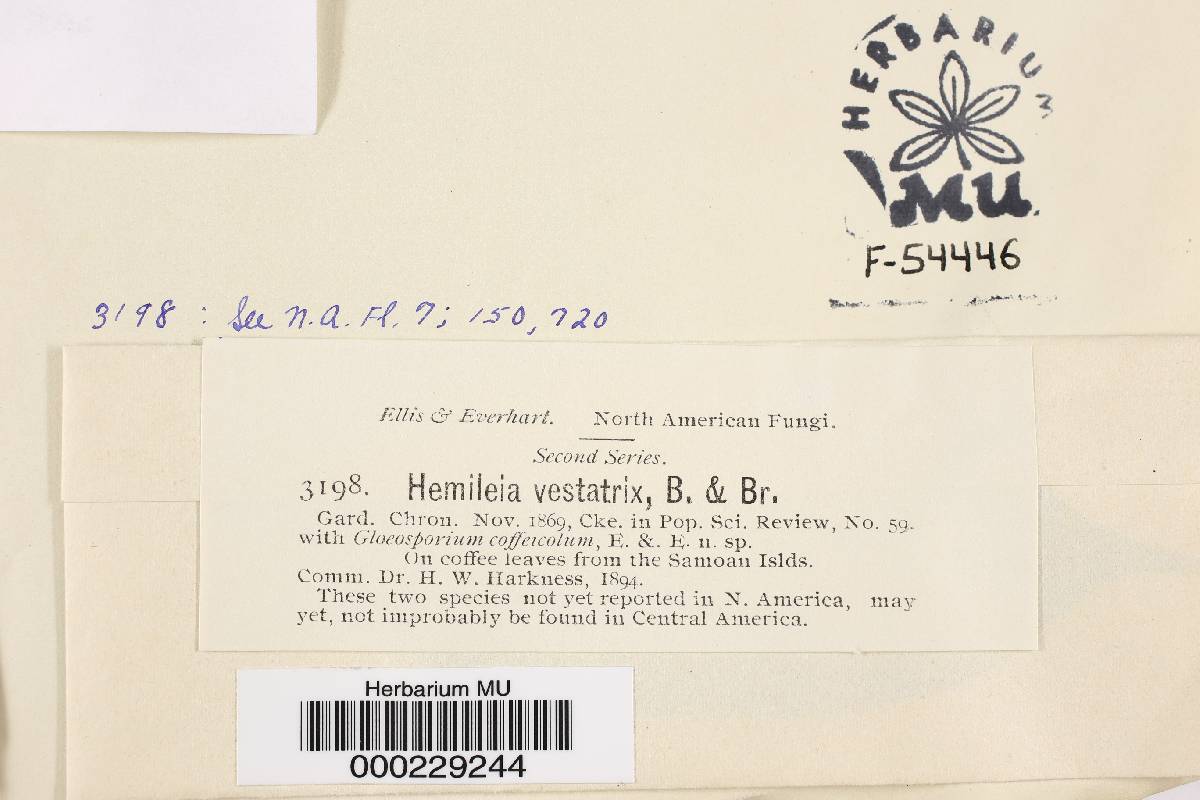 HERBARIUM
MU
F-54446
3198 : See N.A. Fl. 7; 150, 720
Ellis & Everhart. North American Fungi.
Second Series.
3198. Hemileia vestatrix, B. & Br.
Gard. Chron. Nov. 1869, Cke. in Pop. Sci. Review, No. 59.
with Gloeosporium coffeicolum, E. &. E. n. sp.
On coffee leaves from the Samoan Islds.
Comm. Dr. H. W. Harkness, 1894.
These two species not yet reported in N. America, may
yet, not improbably be found in Central America.
Herbarium MU
000229244